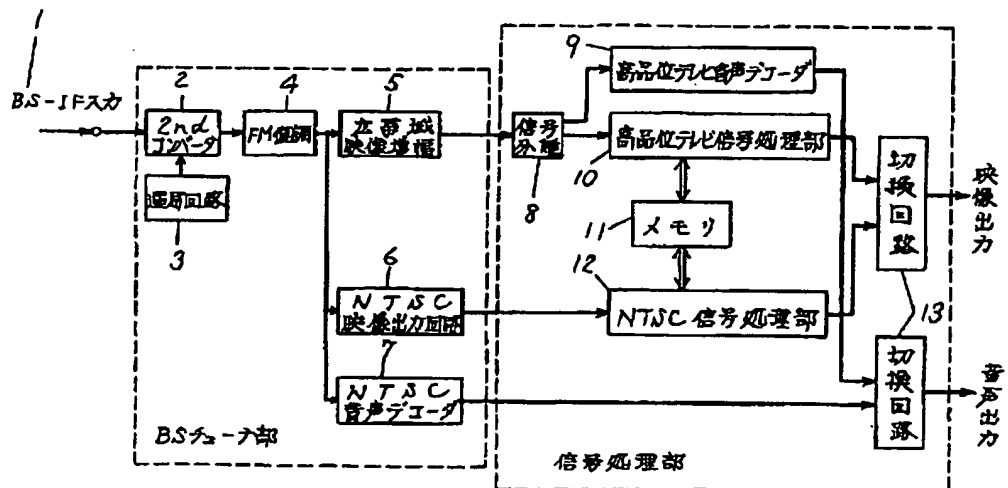 1
BS-IF入力
2
2nd
コンバータ
3
選局回路
4
FM復調
5
広帯域
映像増幅
6
NTSC
映像出力回路
7
NTSC
音声デコーダ
BSチューナ部
8
信号
分離
9
高品位テレビ音声デコーダ
10
高品位テレビ信号処理部
11
メモリ
12
NTSC信号処理部
13
切換回路
切換回路
映像出力
音声出力
信号処理部